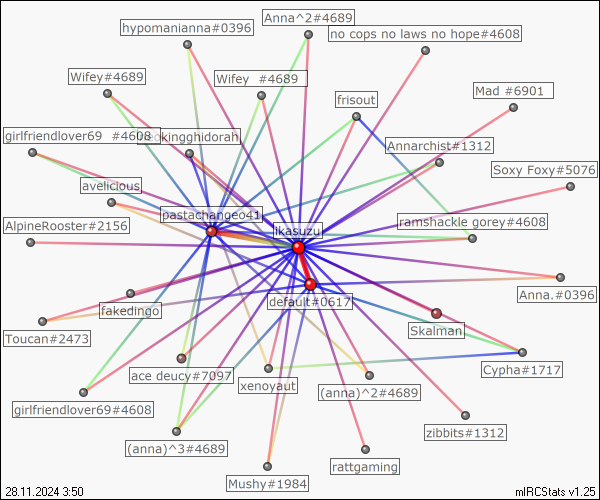 Anna^2#4689
hypomanianna#0396
no cops no laws no hope#4608
Wifey#4689
Wifey #4689
Mad #6901
frisout
girlfriendlover69 #4608
kingghidorah
Annarchist#1312
Soxy Foxy#5076
avelicious
pastachangeo41
ikasuzu
ramshackle gorey#4608
AlpineRooster#2156
Anna.#0396
fakedingo
default#0617
Skalman
Toucan#2473
ace deucy#7097
xenoyaut
(anna)^2#4689
Cypha#1717
girlfriendlover69#4608
zibbits#1312
(anna)^3#4689
rattgaming
Mushy#1984
28.11.2024 3:50
mIRCStats v1.25